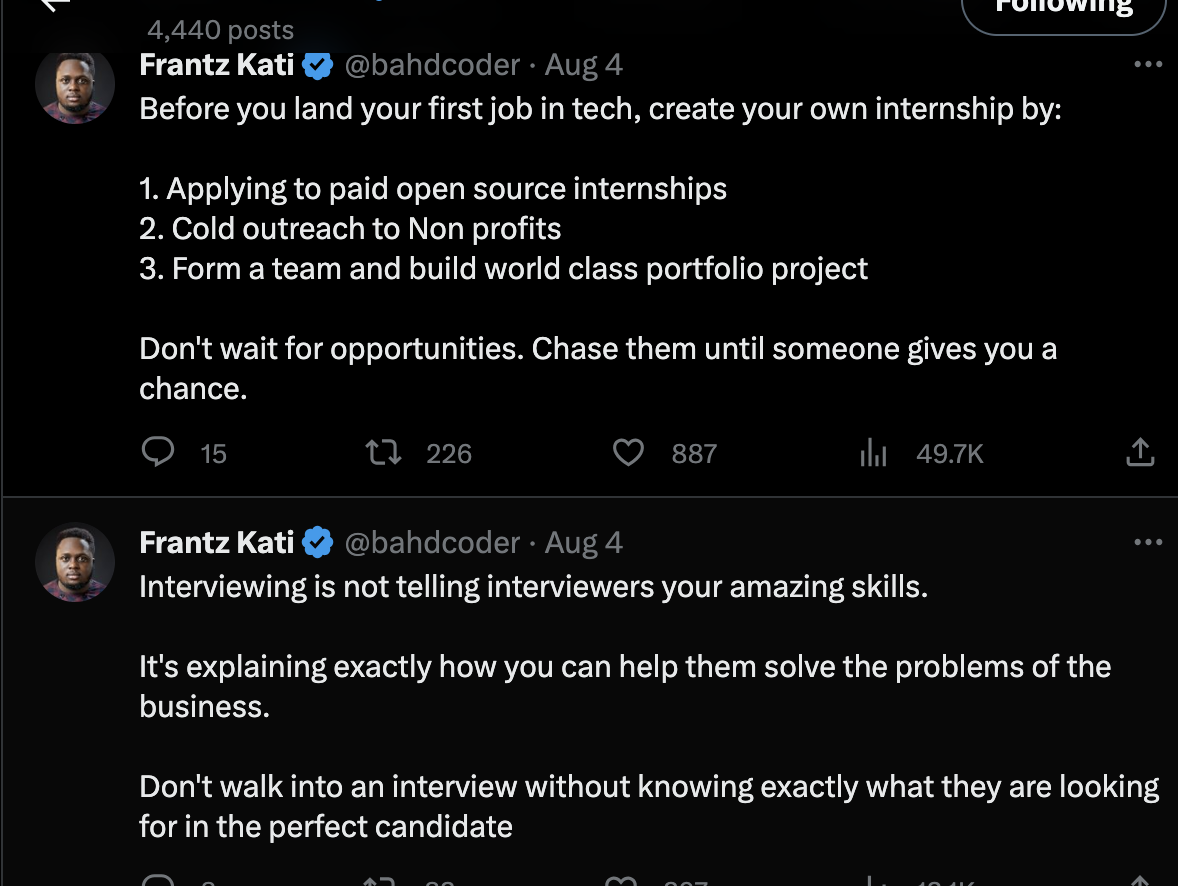 Following
4,440 posts
Frantz Kati @bahdcoder · Aug 4
Before you land your first job in tech, create your own internship by:
1. Applying to paid open source internships
2. Cold outreach to Non profits
3. Form a team and build world class portfolio project
Don't wait for opportunities. Chase them until someone gives you a
chance.
15 226 887 49.7K
Frantz Kati @bahdcoder · Aug 4
Interviewing is not telling interviewers your amazing skills.
It's explaining exactly how you can help them solve the problems of the
business.
Don't walk into an interview without knowing exactly what they are looking
for in the perfect candidate